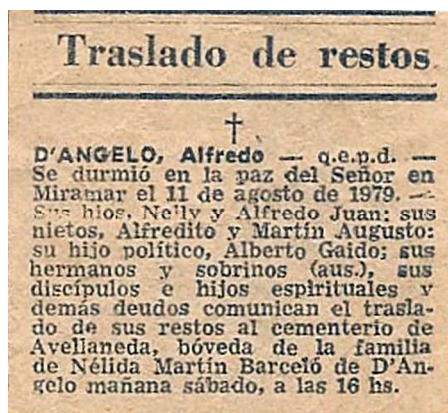 Traslado de restos
†
D'ANGELO, Alfredo — q.e.p.d. —
Se durmió en la paz del Señor en
Miramar el 11 de agosto de 1979. —
Sus hios, Nelly y Alfredo Juan: sus
nietos, Alfredito y Martín Augusto:
su hijo político, Alberto Gaido; sus
hermanos y sobrinos (aus.), sus
discípulos e hijos espirituales y
demás deudos comunican el trasla-
do de sus restos al cementerio de
Avellaneda, bóveda de la familia
de Nélida Martín Barceló de D'An-
gelo mañana sábado, a las 16 hs.